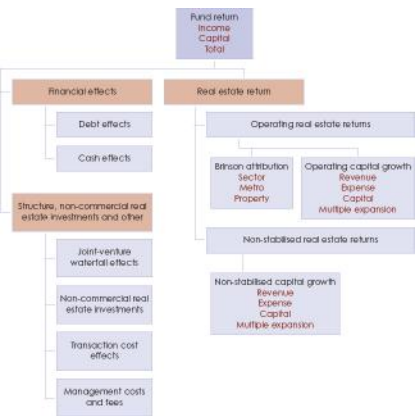 Fund return
Income
Capital
Total
Financial effects
Real estate return
Debt effects
Cash effects
Operating real estate returns
Brinson attribution
Sector
Metro
Property
Operating capital growth
Revenue
Expense
Capital
Multiple expansion
Structure, non-commercial real
estate investments and other
Non-stabilised real estate returns
Joint-venture
waterfall effects
Non-commercial real
estate investments
Transaction cost
effects
Management costs
and fees
Non-stabilised capital growth
Revenue
Expense
Capital
Multiple expansion